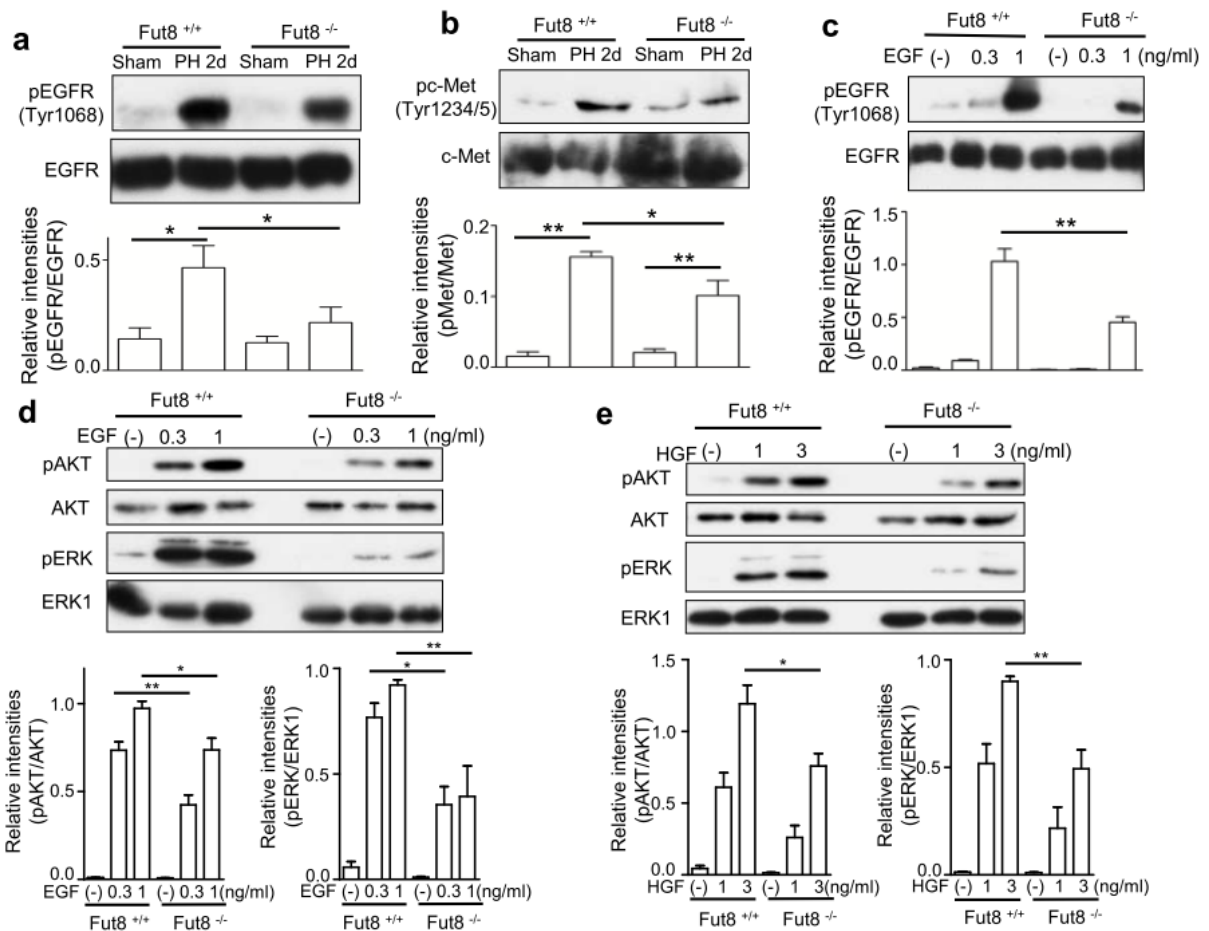 a
Fut8 +/+ Fut8 -/-
Sham PH 2d Sham PH 2d
pEGFR
(Tyr1068)
EGFR
Relative intensities
(pEGFR/EGFR)
0.5
0.0
* *
b
Fut8 +/+ Fut8 -/-
Sham PH 2d Sham PH 2d
pc-Met
(Tyr1234/5)
c-Met
Relative intensities
(pMet/Met)
0.2
0.1
0.0
** * **
c
Fut8 +/+ Fut8 -/-
EGF (-) 0.3 1 (-) 0.3 1 (ng/ml)
pEGFR
(Tyr1068)
EGFR
Relative intensities
(pEGFR/EGFR)
1.5
1.0
0.5
0.0
**
d
Fut8 +/+ Fut8 -/-
EGF (-) 0.3 1 (-) 0.3 1 (ng/ml)
pAKT
AKT
pERK
ERK1
Relative intensities
(pAKT/AKT)
1.0
0.5
0.0
** *
EGF (-) 0.3 1 (-) 0.3 1 (ng/ml)
Fut8 +/+ Fut8 -/-
Relative intensities
(pERK/ERK1)
1.0
0.5
0.0
* **
EGF (-) 0.3 1 (-) 0.3 1 (ng/ml)
Fut8 +/+ Fut8 -/-
e
Fut8 +/+ Fut8 -/-
HGF (-) 1 3 (-) 1 3 (ng/ml)
pAKT
AKT
pERK
ERK1
Relative intensities
(pAKT/AKT)
1.5
1.0
0.5
0.0
*
HGF (-) 1 3 (-) 1 3 (ng/ml)
Fut8 +/+ Fut8 -/-
Relative intensities
(pERK/ERK1)
1.0
0.5
0.0
**
HGF (-) 1 3 (-) 1 3 (ng/ml)
Fut8 +/+ Fut8 -/-